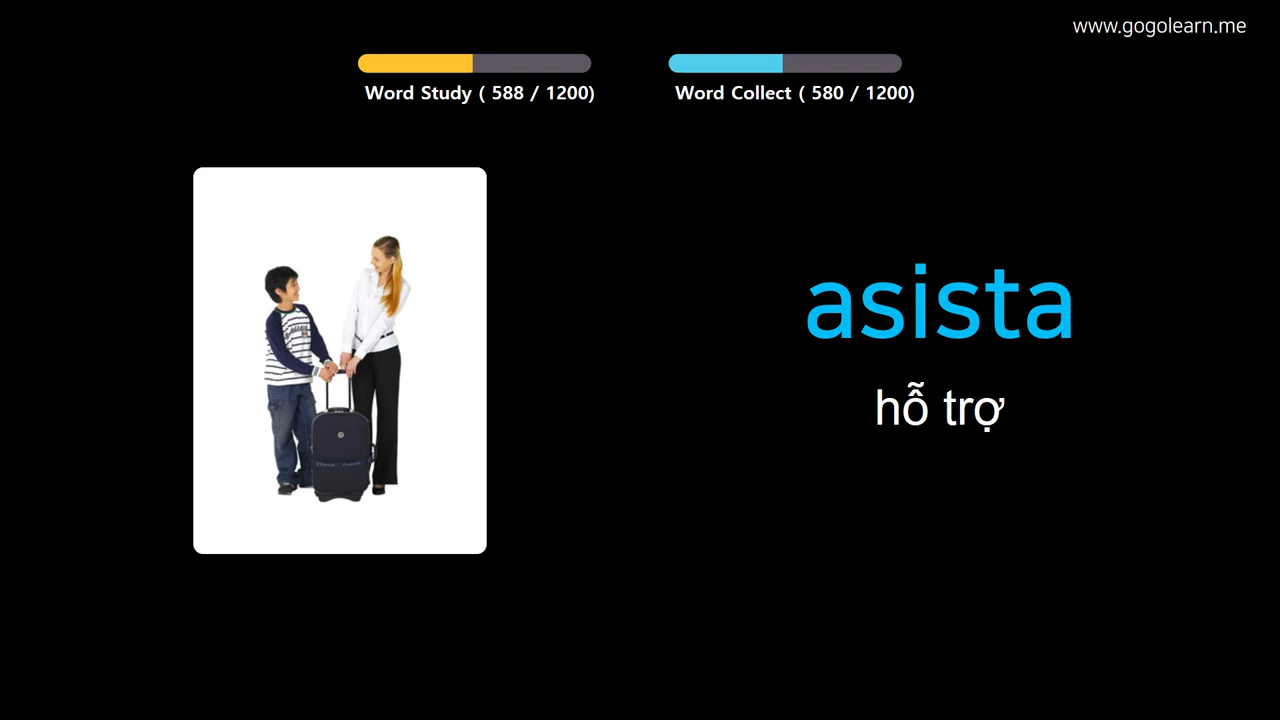 www.gogolearn.me
Word Study ( 588 / 1200)
Word Collect ( 580 / 1200)
asista
hỗ trợ